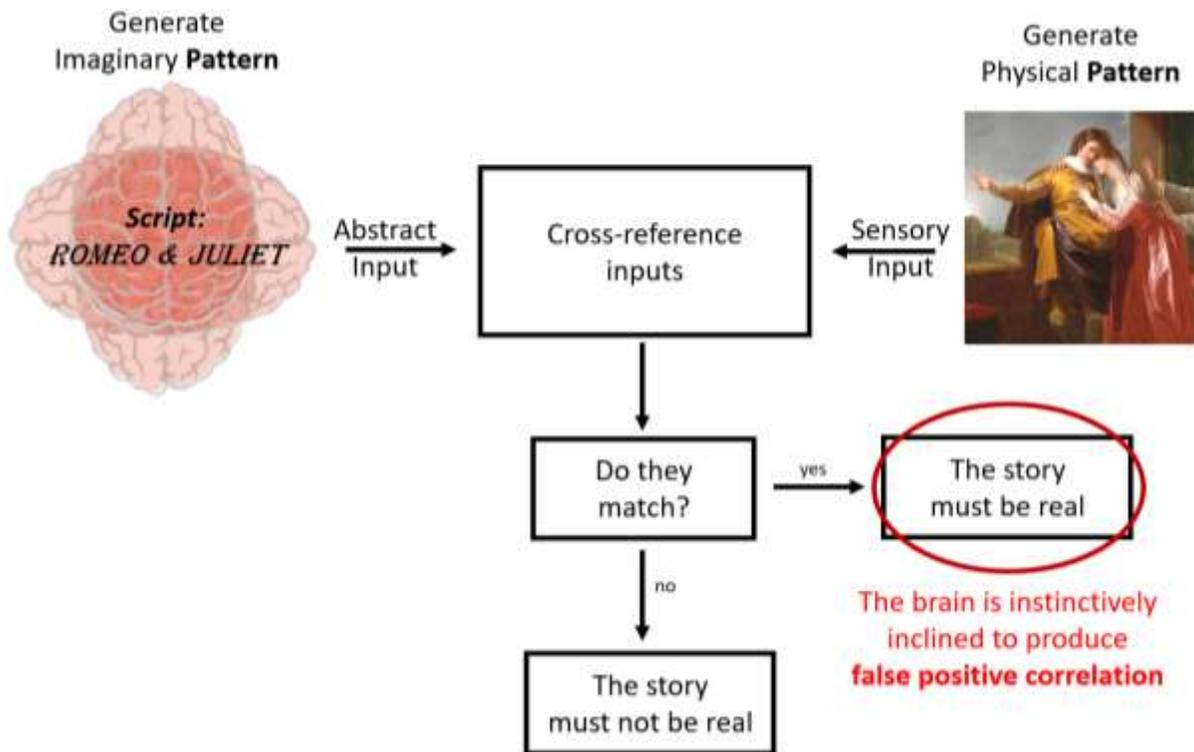 Generate
Imaginary Pattern
Generate
Physical Pattern
Script:
ROMEO & JULIET
Abstract
Input
Cross-reference
inputs
Sensory
Input
Do they
match?
yes
The story
must be real
no
The brain is instinctively
inclined to produce
false positive correlation
The story
must not be real